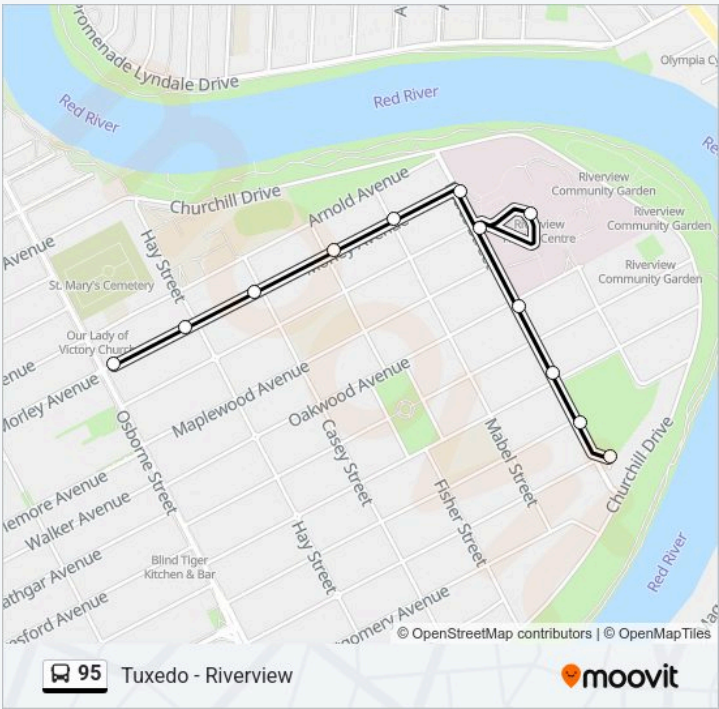 Promenade Lyndale Drive
Red River
Red River
Olympia
Red River
Churchill Drive
Arnold Avenue
Riverview
Community Garden
Riverview
Community Garden
Riverview
Community Garden
Avenue
Hay Street
St. Mary's Cemetery
Our Lady of
Victory
Morley Avenue
Maplewood Avenue
Oakwood Avenue
Osborne Street
Casey Street
Mabel Street
Churchill Drive
Avenue
Walker Avenue
Fisher Street
Hay Street
Blind Tiger
Kitchen & Bar
Avenue
Avenue
Avenue
© OpenStreetMap contributors | © OpenMapTiles
95 Tuxedo - Riverview
moovit